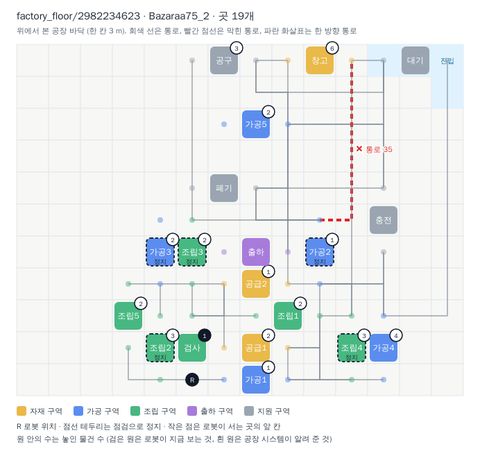 factory_floor/2982234623 · Bazaraa75_2 · 곳 19개
위에서 본 공장 바닥 (한 칸 3 m). 회색 선은 통로, 빨간 점선은 막힌 통로, 파란 화살표는 한 방향 통로
공구 3
창고 6
대기
진입
가공5 2
✕ 통로 35
폐기
충전
가공3 정지 2
조립3 정지 2
출하
가공2 정지 1
공급2 1
조립5 2
조립1 2
조립2 정지 3
검사 1
공급1 2
조립4 정지 3
가공4 4
R
가공1 1
자재 구역 가공 구역 조립 구역 출하 구역 지원 구역
R 로봇 위치 · 점선 테두리는 점검으로 정지 · 작은 점은 로봇이 서는 곳의 앞 칸
원 안의 수는 놓인 물건 수 (검은 원은 로봇이 지금 보는 것, 흰 원은 공장 시스템이 알려 준 것)